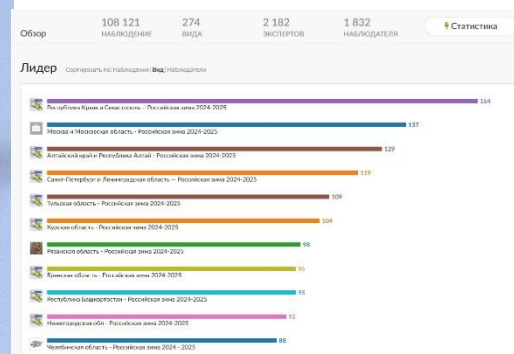 Обзор
108 121
НАБЛЮДЕНИЕ
274
ВИДА
2 182
ЭКСПЕРТОВ
1 832
НАБЛЮДАТЕЛЯ
Статистика
Лидер
Сортировать по: Наблюдения | Вид | Наблюдатели
164
Республика Крым и Севастополь - Российская зима 2024-2025
137
Москва и Московская область - Российская зима 2024-2025
129
Алтайский край и Республика Алтай - Российская зима 2024-2025
119
Санкт-Петербург и Ленинградская область — Российская зима 2024-2025
109
Тульская область - Российская зима 2024-2025
104
Курская область - Российская зима 2024-2025
98
Рязанская область - Российская зима 2024-2025
96
Брянская область - Российская зима 2024-2025
95
Республика Башкортостан - Российская зима 2024-2025
92
Нижегородская обл - Российская зима 2024-2025
88
Челябинская область - Российская зима 2024 - 2025